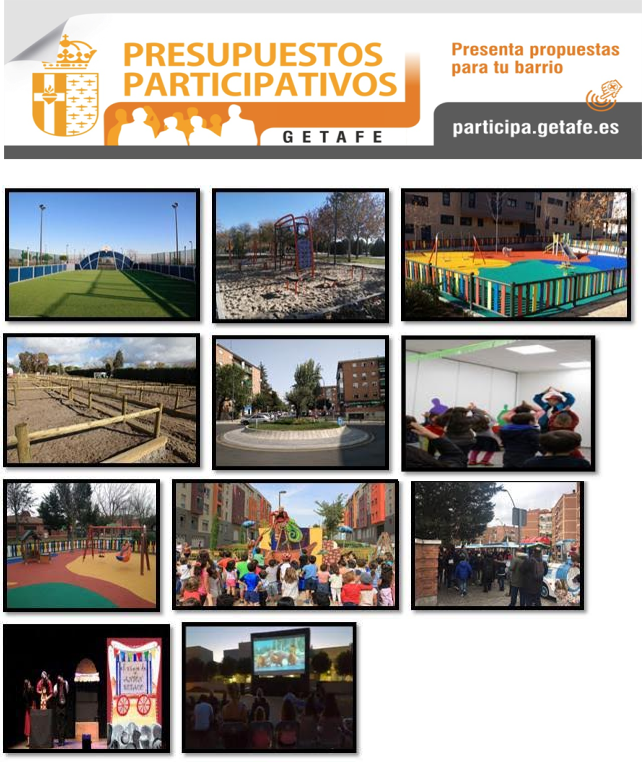 PRESUPUESTOS
PARTICIPATIVOS
GETAFE
Presenta propuestas
para tu barrio
participa.getafe.es